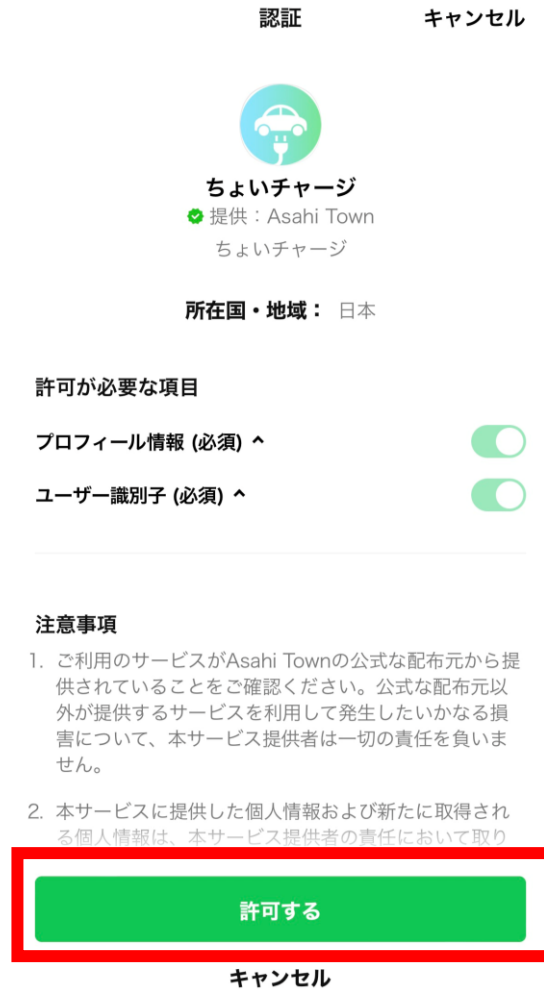 認証
キャンセル
ちょいチャージ
提供：Asahi Town
ちょいチャージ
所在国・地域： 日本
許可が必要な項目
プロフィール情報 (必須)
ユーザー識別子 (必須)
注意事項
1. ご利用のサービスがAsahi Townの公式な配布元から提
供されていることをご確認ください。公式な配布元以
外が提供するサービスを利用して発生したいかなる損
害について、本サービス提供者は一切の責任を負いま
せん。
2. 本サービスに提供した個人情報および新たに取得され
る個人情報は、本サービス提供者の責任において取り
許可する
キャンセル